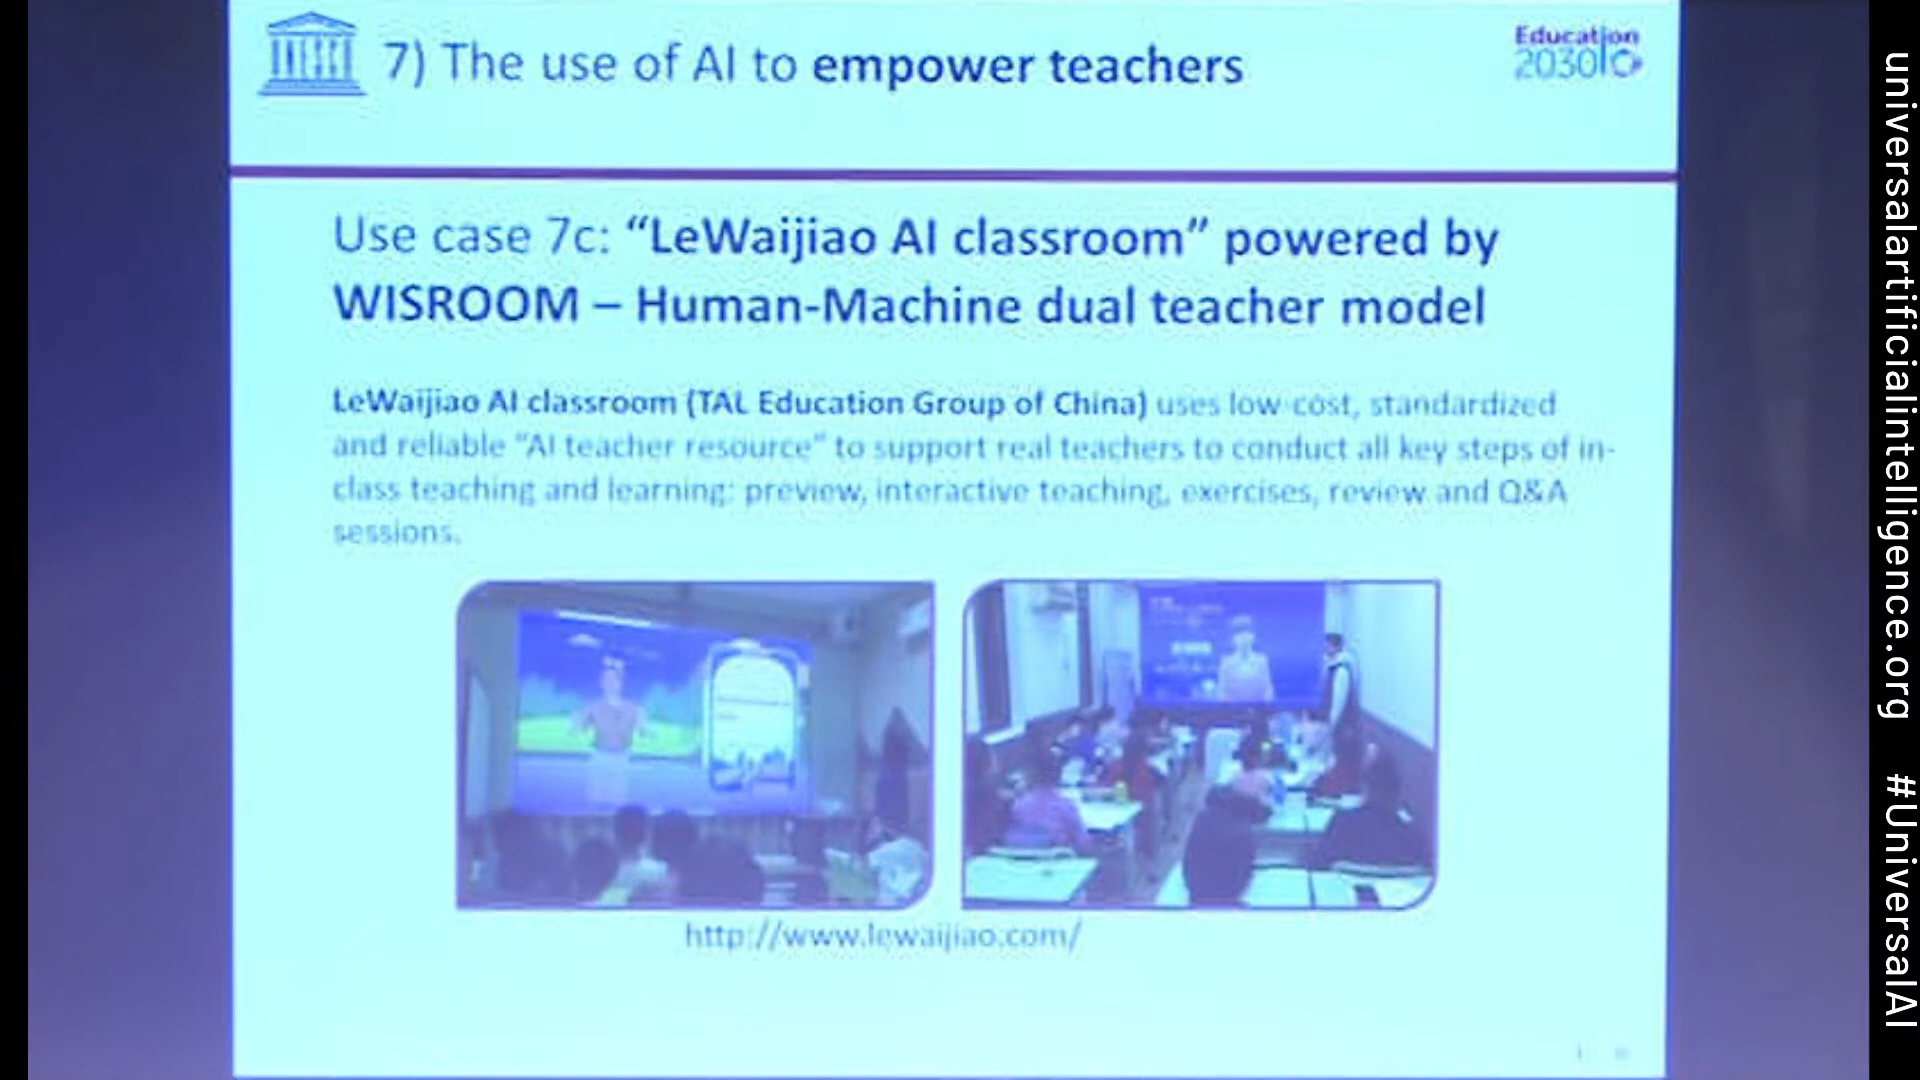 UNESCO
7) The use of AI to empower teachers
Education
2030
Use case 7c: “LeWaijiao AI classroom” powered by
WISROOM – Human-Machine dual teacher model
LeWaijiao AI classroom (TAL Education Group of China) uses low-cost, standardized
and reliable “AI teacher resource” to support real teachers to conduct all key steps of in-
class teaching and learning: preview, interactive teaching, exercises, review and Q&A
sessions.
http://www.lewaijiao.com/
universalartificialintelligence.org #UniversalAI